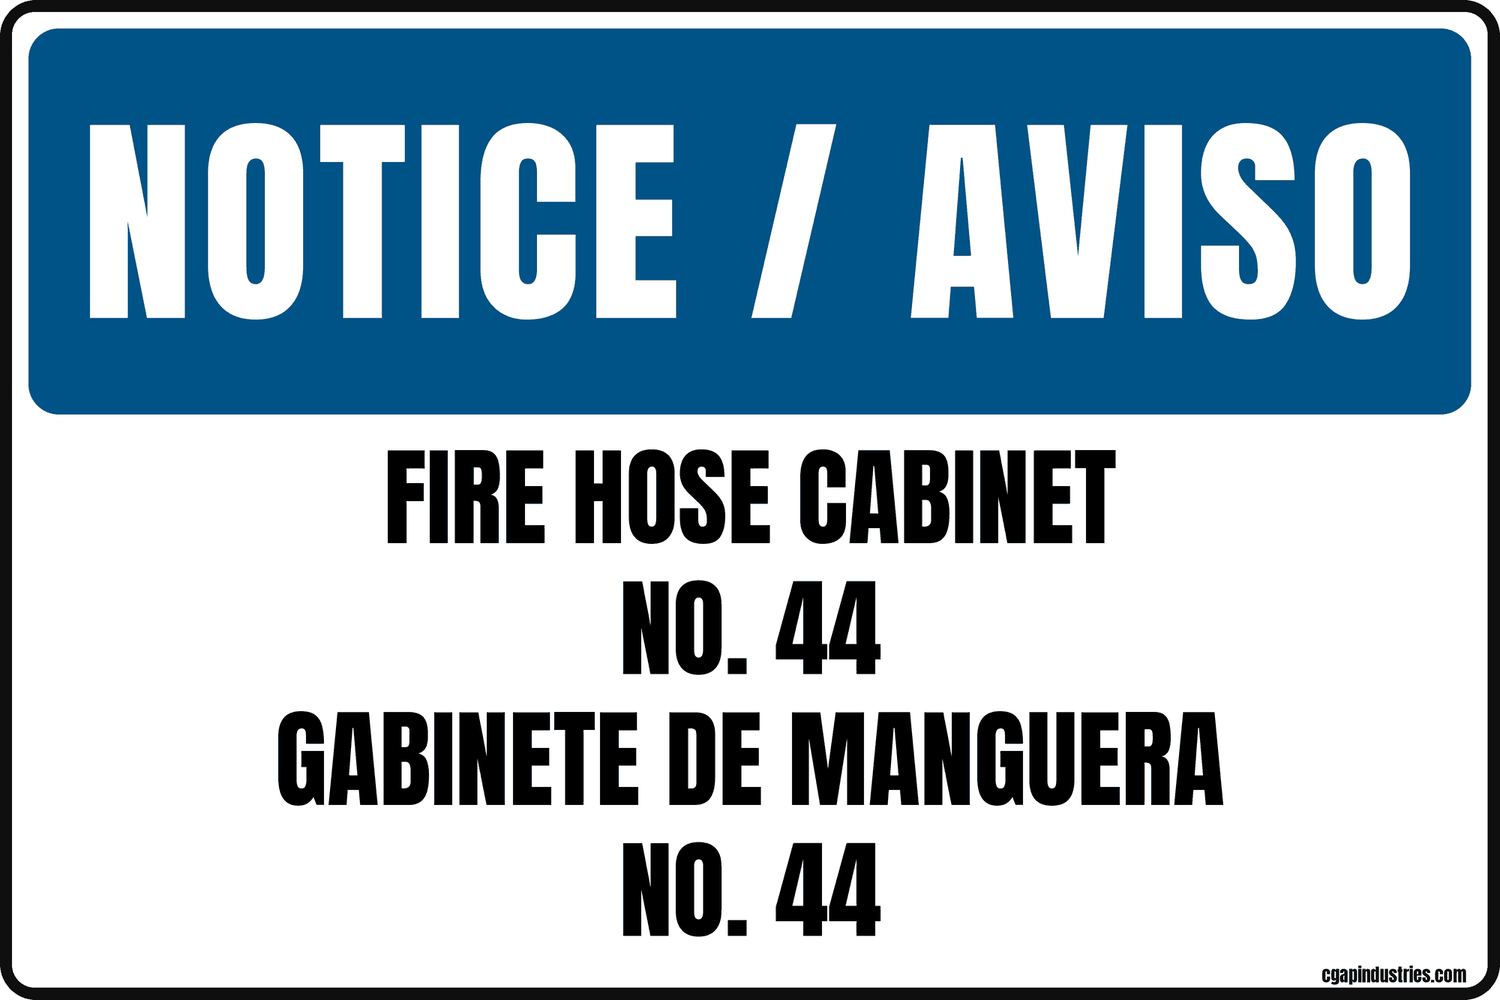 NOTICE / AVISO
FIRE HOSE CABINET
NO. 44
GABINETE DE MANGUERA
NO. 44
cgapindustries.com